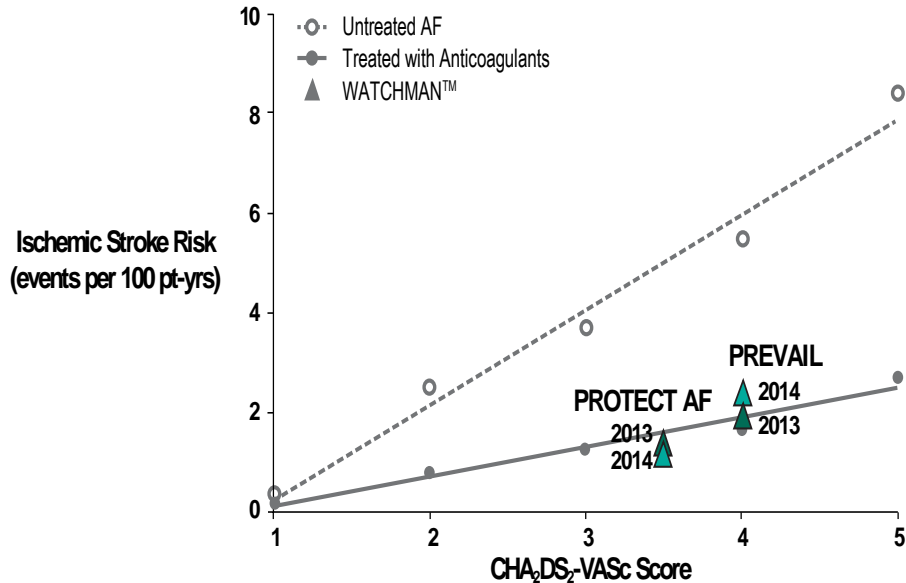 10
8
6
4
2
0
Ischemic Stroke Risk
(events per 100 pt-yrs)
Untreated AF
Treated with Anticoagulants
WATCHMAN™
PREVAIL
2014
2013
PROTECT AF
2013
2014
1 2 3 4 5
CHA₂DS₂-VASc Score